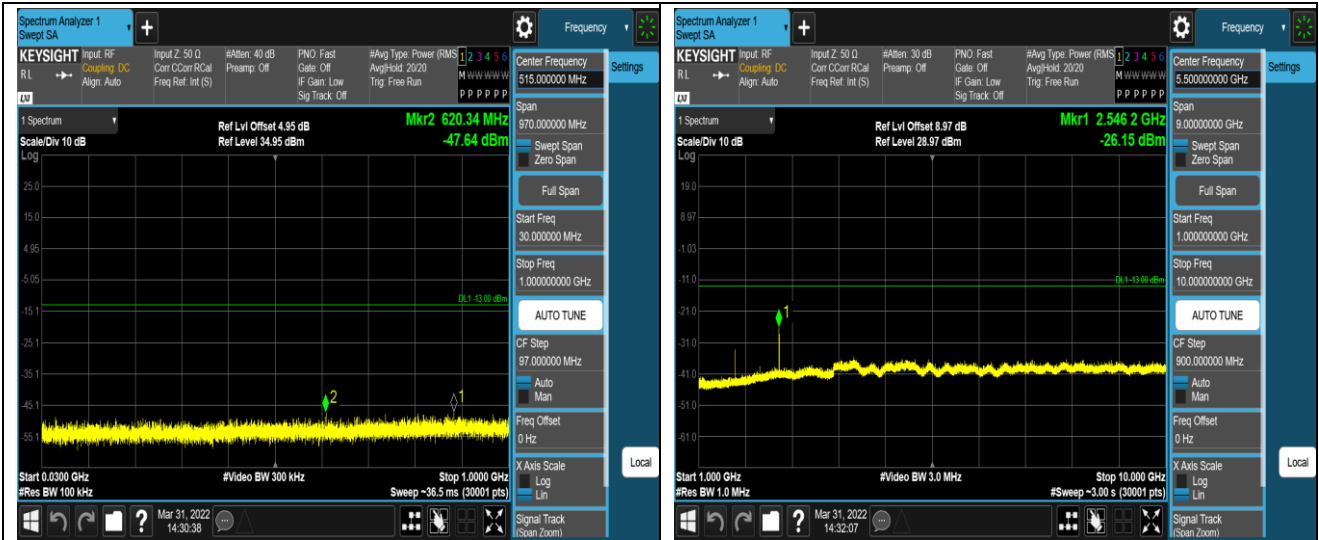 Spectrum Analyzer 1
Swept SA
+
Frequency
KEYSIGHT
RL
Input: RF
Coupling: DC
Align: Auto
Input Z: 50 Ω
Corr CCorr RCal
Freq Ref: Int (S)
#Atten: 40 dB
Preamp: Off
PNO: Fast
Gate: Off
IF Gain: Low
Sig Track: Off
#Avg Type: Power (RMS
Avg|Hold: 20/20
Trig: Free Run
1 2 3 4 5 6
M W W W W W
P P P P P P
Center Frequency
515.000000 MHz
Settings
1 Spectrum
Scale/Div 10 dB
Log
Ref Lvl Offset 4.95 dB
Ref Level 34.95 dBm
Mkr2 620.34 MHz
-47.64 dBm
Span
970.000000 MHz
Swept Span
Zero Span
Full Span
Start Freq
30.000000 MHz
Stop Freq
1.000000000 GHz
AUTO TUNE
CF Step
97.000000 MHz
Auto
Man
Freq Offset
0 Hz
X Axis Scale
Log
Lin
Signal Track
(Span Zoom)
Local
25.0
15.0
4.95
-5.05
DL1 -13.00 dBm
-15.1
-25.1
-35.1
-45.1
-55.1
2
1
Start 0.0300 GHz
#Res BW 100 kHz
#Video BW 300 kHz
Stop 1.0000 GHz
Sweep ~36.5 ms (30001 pts)
?
Mar 31, 2022
14:30:38
Spectrum Analyzer 1
Swept SA
+
Frequency
KEYSIGHT
RL
Input: RF
Coupling: DC
Align: Auto
Input Z: 50 Ω
Corr CCorr RCal
Freq Ref: Int (S)
#Atten: 30 dB
Preamp: Off
PNO: Fast
Gate: Off
IF Gain: Low
Sig Track: Off
#Avg Type: Power (RMS
Avg|Hold: 20/20
Trig: Free Run
1 2 3 4 5 6
M W W W W W
P P P P P P
Center Frequency
5.500000000 GHz
Settings
1 Spectrum
Scale/Div 10 dB
Log
Ref Lvl Offset 8.97 dB
Ref Level 28.97 dBm
Mkr1 2.546 2 GHz
-26.15 dBm
Span
9.00000000 GHz
Swept Span
Zero Span
Full Span
Start Freq
1.000000000 GHz
Stop Freq
10.000000000 GHz
AUTO TUNE
CF Step
900.000000 MHz
Auto
Man
Freq Offset
0 Hz
X Axis Scale
Log
Lin
Signal Track
(Span Zoom)
Local
19.0
8.97
-1.03
-11.0
DL1 -13.00 dBm
-21.0
-31.0
-41.0
-51.0
-61.0
1
Start 1.000 GHz
#Res BW 1.0 MHz
#Video BW 3.0 MHz
Stop 10.000 GHz
#Sweep ~3.00 s (30001 pts)
?
Mar 31, 2022
14:32:07